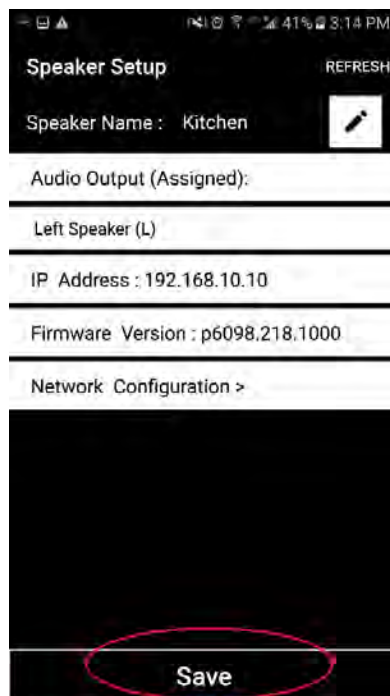 41% 3:14 PM
Speaker Setup REFRESH
Speaker Name : Kitchen
Audio Output (Assigned):
Left Speaker (L)
IP Address : 192.168.10.10
Firmware Version : p6098.218.1000
Network Configuration >
Save